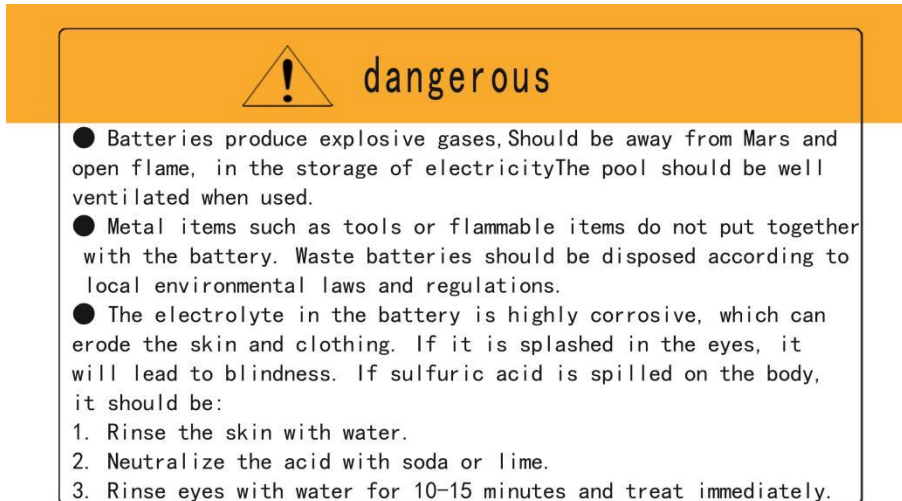 dangerous
● Batteries produce explosive gases,Should be away from Mars and
open flame, in the storage of electricityThe pool should be well
ventilated when used.
● Metal items such as tools or flammable items do not put together
with the battery. Waste batteries should be disposed according to
local environmental laws and regulations.
● The electrolyte in the battery is highly corrosive, which can
erode the skin and clothing. If it is splashed in the eyes, it
will lead to blindness. If sulfuric acid is spilled on the body,
it should be:
1. Rinse the skin with water.
2. Neutralize the acid with soda or lime.
3. Rinse eyes with water for 10-15 minutes and treat immediately.